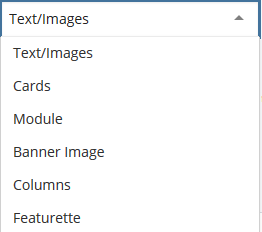 Text/Images
Text/Images
Cards
Module
Banner Image
Columns
Featurette